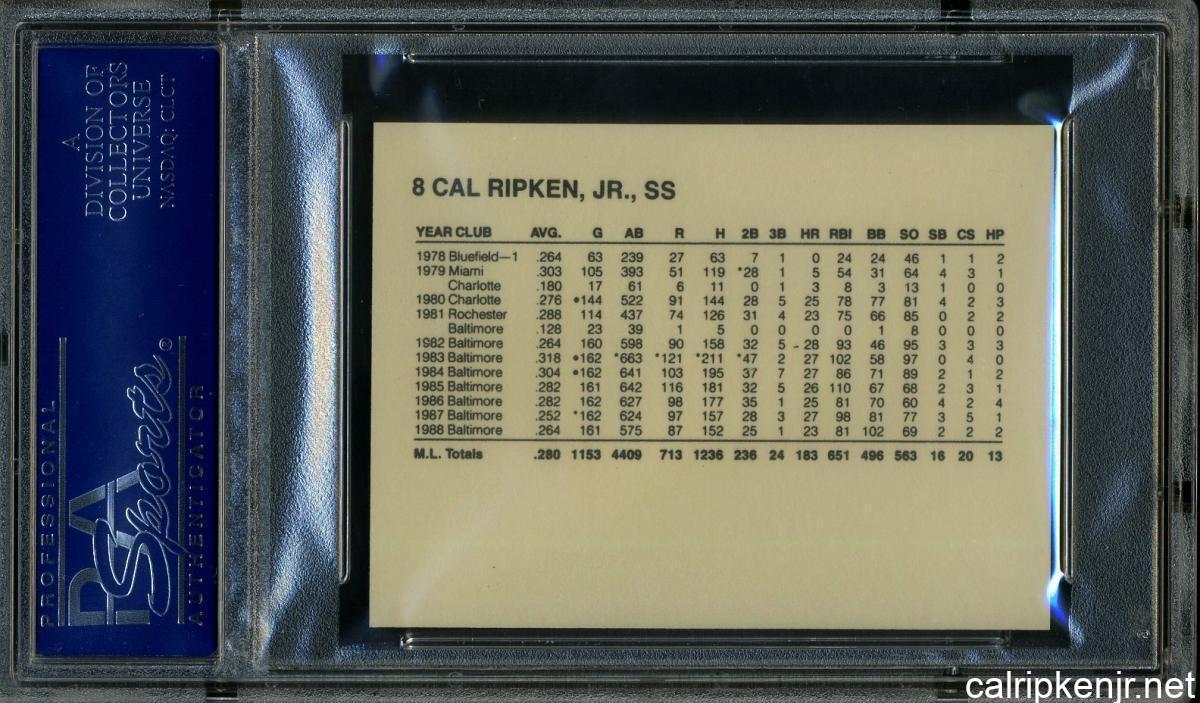 A
DIVISION OF
COLLECTORS
UNIVERSE
NASDAQ: CLCT
PROFESSIONAL
PSA
Sports®
AUTHENTICATOR
8 CAL RIPKEN, JR., SS
YEAR CLUB AVG. G AB R H 2B 3B HR RBI BB SO SB CS HP
1978 Bluefield—1 .264 63 239 27 63 7 1 0 24 24 46 1 1 2
1979 Miami .303 105 393 51 119 *28 1 5 54 31 64 4 3 1
Charlotte .180 17 61 6 11 0 1 3 8 3 13 1 0 0
1980 Charlotte .276 •144 522 91 144 28 5 25 78 77 81 4 2 3
1981 Rochester .288 114 437 74 126 31 4 23 75 66 85 0 2 2
Baltimore .128 23 39 1 5 0 0 0 0 1 8 0 0 0
1982 Baltimore .264 160 598 90 158 32 5 - 28 93 46 95 3 3 3
1983 Baltimore .318 •162 *663 *121 *211 *47 2 27 102 58 97 0 4 0
1984 Baltimore .304 •162 641 103 195 37 7 27 86 71 89 2 1 2
1985 Baltimore .282 161 642 116 181 32 5 26 110 67 68 2 3 1
1986 Baltimore .282 162 627 98 177 35 1 25 81 70 60 4 2 4
1987 Baltimore .252 *162 624 97 157 28 3 27 98 81 77 3 5 1
1988 Baltimore .264 161 575 87 152 25 1 23 81 102 69 2 2 2
M.L. Totals .280 1153 4409 713 1236 236 24 183 651 496 563 16 20 13
calripkenjr.net